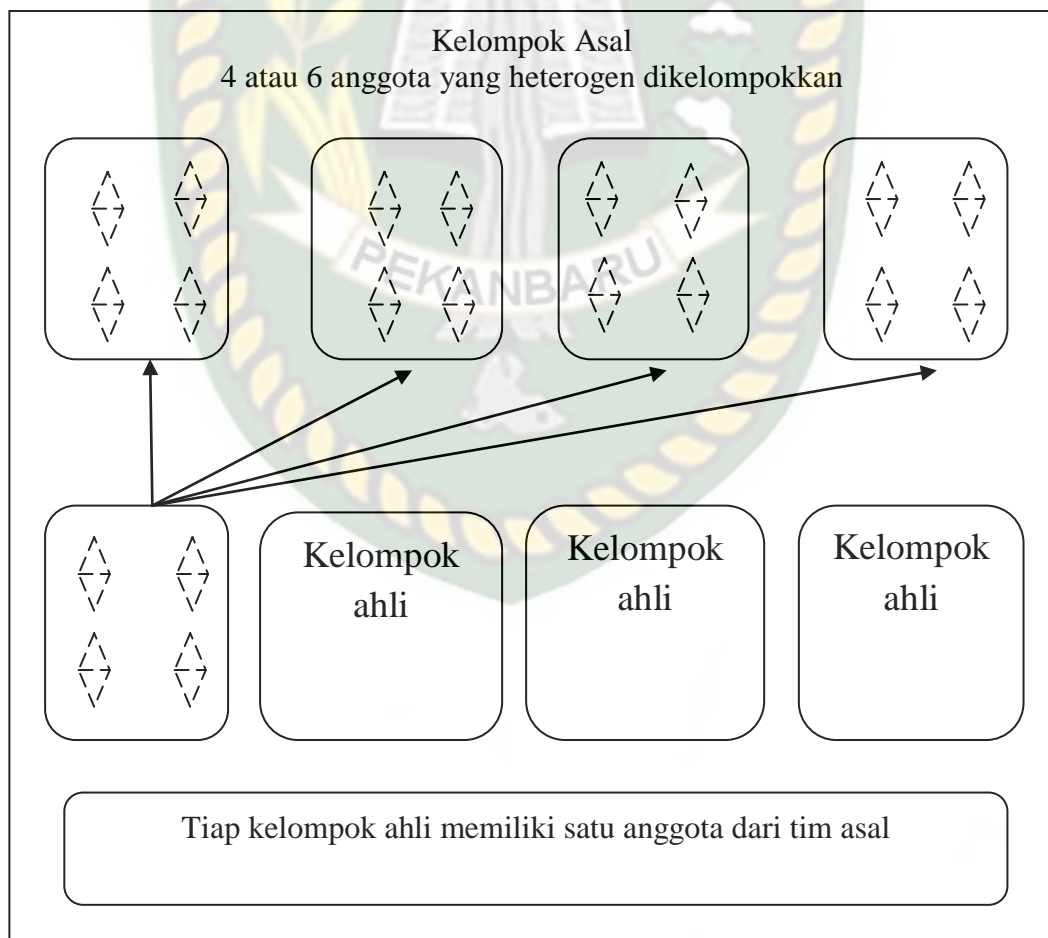 Kelompok Asal
4 atau 6 anggota yang heterogen dikelompokkan
PEKANBARU
Kelompok
ahli
Kelompok
ahli
Kelompok
ahli
Tiap kelompok ahli memiliki satu anggota dari tim asal